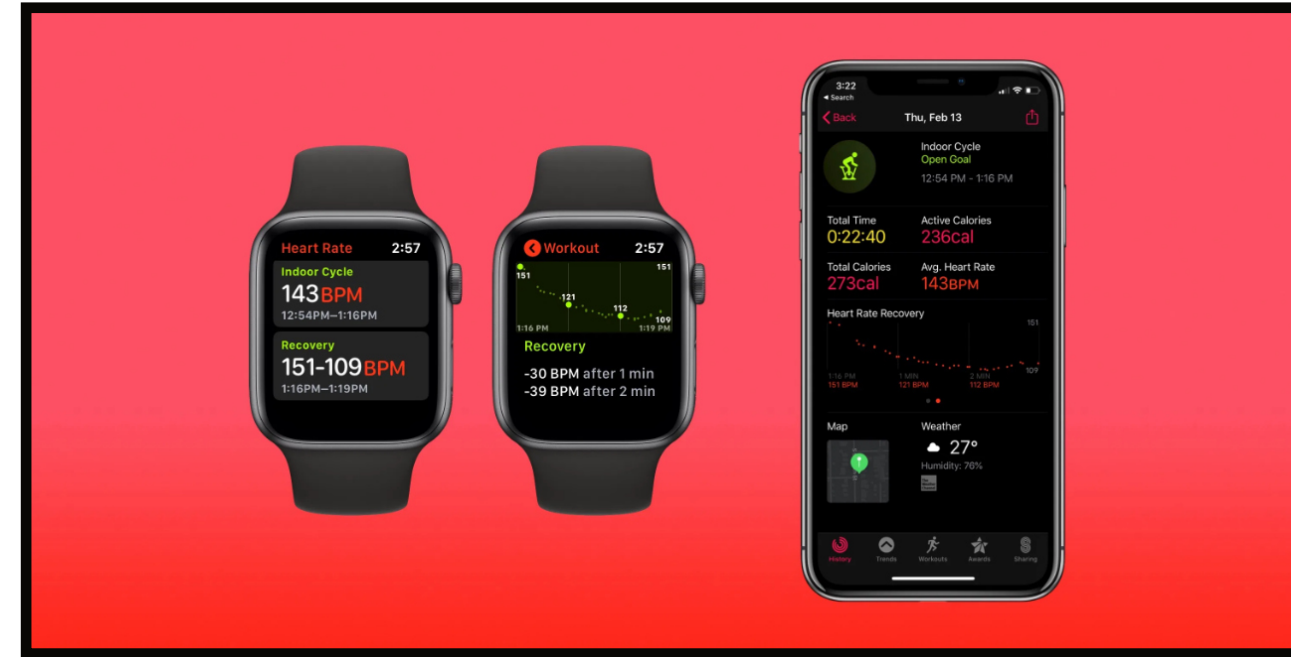 Heart Rate 2:57
Indoor Cycle
143BPM
12:54PM–1:16PM
Recovery
151-109BPM
1:16PM–1:19PM
Workout 2:57
151
151
121
112
109
1:16 PM 1:19 PM
Recovery
-30 BPM after 1 min
-39 BPM after 2 min
3:22
Search
Back Thu, Feb 13
Indoor Cycle
Open Goal
12:54 PM - 1:16 PM
Total Time Active Calories
0:22:40 236cal
Total Calories Avg. Heart Rate
273cal 143BPM
Heart Rate Recovery
151
109
1:16 PM 1 MIN 2 MIN
151 BPM 121 BPM 112 BPM
Map Weather
27°
Humidity: 76%
History Trends Workouts Awards Sharing